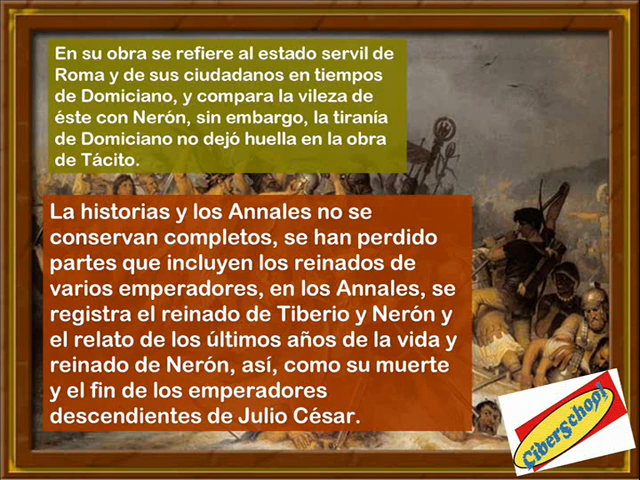 En su obra se refiere al estado servil de
Roma y de sus ciudadanos en tiempos
de Domiciano, y compara la vileza de
éste con Nerón, sin embargo, la tiranía
de Domiciano no dejó huella en la obra
de Tácito.
La historias y los Annales no se
conservan completos, se han perdido
partes que incluyen los reinados de
varios emperadores, en los Annales, se
registra el reinado de Tiberio y Nerón y
el relato de los últimos años de la vida y
reinado de Nerón, así, como su muerte
y el fin de los emperadores
descendientes de Julio César.
CiberSchool